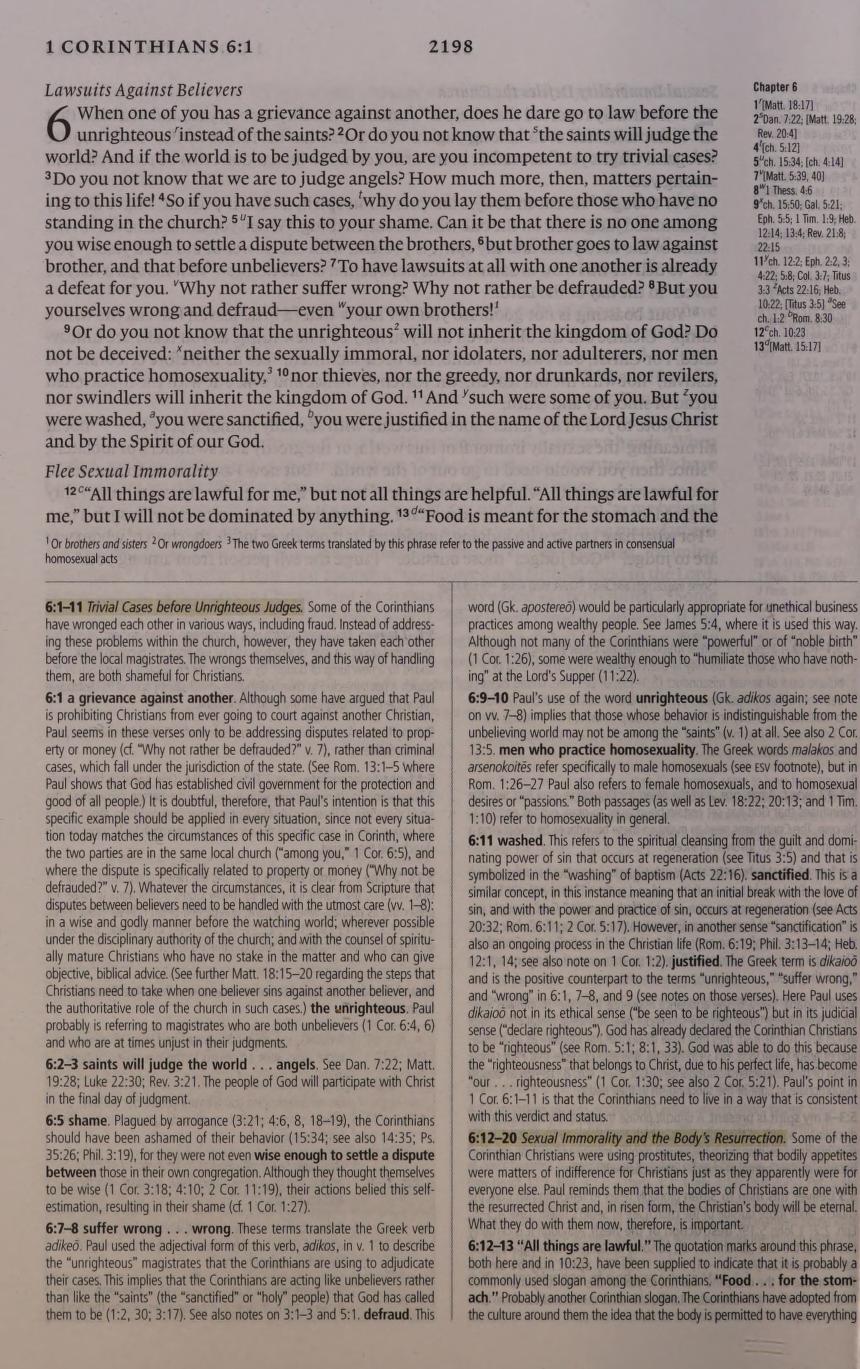 1 CORINTHIANS 6:1
2198
Lawsuits Against Believers
6 When one of you has a grievance against another, does he dare go to law before the
unrighteous ʳinstead of the saints? ²Or do you not know that ˢthe saints will judge the
world? And if the world is to be judged by you, are you incompetent to try trivial cases?
³Do you not know that we are to judge angels? How much more, then, matters pertain-
ing to this life! ⁴So if you have such cases, ᵗwhy do you lay them before those who have no
standing in the church? ⁵ᵘI say this to your shame. Can it be that there is no one among
you wise enough to settle a dispute between the brothers, ⁶but brother goes to law against
brother, and that before unbelievers? ⁷To have lawsuits at all with one another is already
a defeat for you. ᵛWhy not rather suffer wrong? Why not rather be defrauded? ⁸But you
yourselves wrong and defraud—even ʷyour own brothers!¹
⁹Or do you not know that the unrighteous² will not inherit the kingdom of God? Do
not be deceived: ˣneither the sexually immoral, nor idolaters, nor adulterers, nor men
who practice homosexuality,³ ¹⁰nor thieves, nor the greedy, nor drunkards, nor revilers,
nor swindlers will inherit the kingdom of God. ¹¹And ʸsuch were some of you. But ᶻyou
were washed, ᵃyou were sanctified, ᵇyou were justified in the name of the Lord Jesus Christ
and by the Spirit of our God.
Flee Sexual Immorality
¹²ᶜ“All things are lawful for me,” but not all things are helpful. “All things are lawful for
me,” but I will not be dominated by anything. ¹³ᵈ“Food is meant for the stomach and the
¹Or brothers and sisters ²Or wrongdoers ³The two Greek terms translated by this phrase refer to the passive and active partners in consensual
homosexual acts
Chapter 6
1ʳ[Matt. 18:17]
2ˢDan. 7:22; [Matt. 19:28;
Rev. 20:4]
4ᵗ[ch. 5:12]
5ᵘch. 15:34; [ch. 4:14]
7ᵛ[Matt. 5:39, 40]
8ʷ1 Thess. 4:6
9ˣch. 15:50; Gal. 5:21;
Eph. 5:5; 1 Tim. 1:9; Heb.
12:14; 13:4; Rev. 21:8;
22:15
11ʸch. 12:2; Eph. 2:2, 3;
4:22; 5:8; Col. 3:7; Titus
3:3 ᶻActs 22:16; Heb.
10:22; [Titus 3:5] ᵃSee
ch. 1:2 ᵇRom. 8:30
12ᶜch. 10:23
13ᵈ[Matt. 15:17]
6:1–11 Trivial Cases before Unrighteous Judges. Some of the Corinthians
have wronged each other in various ways, including fraud. Instead of address-
ing these problems within the church, however, they have taken each other
before the local magistrates. The wrongs themselves, and this way of handling
them, are both shameful for Christians.
6:1 a grievance against another. Although some have argued that Paul
is prohibiting Christians from ever going to court against another Christian,
Paul seems in these verses only to be addressing disputes related to prop-
erty or money (cf. “Why not rather be defrauded?” v. 7), rather than criminal
cases, which fall under the jurisdiction of the state. (See Rom. 13:1–5 where
Paul shows that God has established civil government for the protection and
good of all people.) It is doubtful, therefore, that Paul's intention is that this
specific example should be applied in every situation, since not every situa-
tion today matches the circumstances of this specific case in Corinth, where
the two parties are in the same local church (“among you,” 1 Cor. 6:5), and
where the dispute is specifically related to property or money (“Why not be
defrauded?” v. 7). Whatever the circumstances, it is clear from Scripture that
disputes between believers need to be handled with the utmost care (vv. 1–8):
in a wise and godly manner before the watching world; wherever possible
under the disciplinary authority of the church; and with the counsel of spiritu-
ally mature Christians who have no stake in the matter and who can give
objective, biblical advice. (See further Matt. 18:15–20 regarding the steps that
Christians need to take when one believer sins against another believer, and
the authoritative role of the church in such cases.) the unrighteous. Paul
probably is referring to magistrates who are both unbelievers (1 Cor. 6:4, 6)
and who are at times unjust in their judgments.
6:2–3 saints will judge the world . . . angels. See Dan. 7:22; Matt.
19:28; Luke 22:30; Rev. 3:21. The people of God will participate with Christ
in the final day of judgment.
6:5 shame. Plagued by arrogance (3:21; 4:6, 8, 18–19), the Corinthians
should have been ashamed of their behavior (15:34; see also 14:35; Ps.
35:26; Phil. 3:19), for they were not even wise enough to settle a dispute
between those in their own congregation. Although they thought themselves
to be wise (1 Cor. 3:18; 4:10; 2 Cor. 11:19), their actions belied this self-
estimation, resulting in their shame (cf. 1 Cor. 1:27).
6:7–8 suffer wrong . . . wrong. These terms translate the Greek verb
adikeō. Paul used the adjectival form of this verb, adikos, in v. 1 to describe
the “unrighteous” magistrates that the Corinthians are using to adjudicate
their cases. This implies that the Corinthians are acting like unbelievers rather
than like the “saints” (the “sanctified” or “holy” people) that God has called
them to be (1:2, 30; 3:17). See also notes on 3:1–3 and 5:1. defraud. This
word (Gk. apostereō) would be particularly appropriate for unethical business
practices among wealthy people. See James 5:4, where it is used this way.
Although not many of the Corinthians were “powerful” or of “noble birth”
(1 Cor. 1:26), some were wealthy enough to “humiliate those who have noth-
ing” at the Lord's Supper (11:22).
6:9–10 Paul's use of the word unrighteous (Gk. adikos again; see note
on vv. 7–8) implies that those whose behavior is indistinguishable from the
unbelieving world may not be among the “saints” (v. 1) at all. See also 2 Cor.
13:5. men who practice homosexuality. The Greek words malakos and
arsenokoitēs refer specifically to male homosexuals (see ESV footnote), but in
Rom. 1:26–27 Paul also refers to female homosexuals, and to homosexual
desires or “passions.” Both passages (as well as Lev. 18:22; 20:13; and 1 Tim.
1:10) refer to homosexuality in general.
6:11 washed. This refers to the spiritual cleansing from the guilt and domi-
nating power of sin that occurs at regeneration (see Titus 3:5) and that is
symbolized in the “washing” of baptism (Acts 22:16). sanctified. This is a
similar concept, in this instance meaning that an initial break with the love of
sin, and with the power and practice of sin, occurs at regeneration (see Acts
20:32; Rom. 6:11; 2 Cor. 5:17). However, in another sense “sanctification” is
also an ongoing process in the Christian life (Rom. 6:19; Phil. 3:13–14; Heb.
12:1, 14; see also note on 1 Cor. 1:2). justified. The Greek term is dikaioō
and is the positive counterpart to the terms “unrighteous,” “suffer wrong,”
and “wrong” in 6:1, 7–8, and 9 (see notes on those verses). Here Paul uses
dikaioō not in its ethical sense (“be seen to be righteous”) but in its judicial
sense (“declare righteous”). God has already declared the Corinthian Christians
to be “righteous” (see Rom. 5:1; 8:1, 33). God was able to do this because
the “righteousness” that belongs to Christ, due to his perfect life, has become
“our . . . righteousness” (1 Cor. 1:30; see also 2 Cor. 5:21). Paul's point in
1 Cor. 6:1–11 is that the Corinthians need to live in a way that is consistent
with this verdict and status.
6:12–20 Sexual Immorality and the Body's Resurrection. Some of the
Corinthian Christians were using prostitutes, theorizing that bodily appetites
were matters of indifference for Christians just as they apparently were for
everyone else. Paul reminds them that the bodies of Christians are one with
the resurrected Christ and, in risen form, the Christian's body will be eternal.
What they do with them now, therefore, is important.
6:12–13 “All things are lawful.” The quotation marks around this phrase,
both here and in 10:23, have been supplied to indicate that it is probably a
commonly used slogan among the Corinthians. “Food . . . for the stom-
ach.” Probably another Corinthian slogan. The Corinthians have adopted from
the culture around them the idea that the body is permitted to have everything